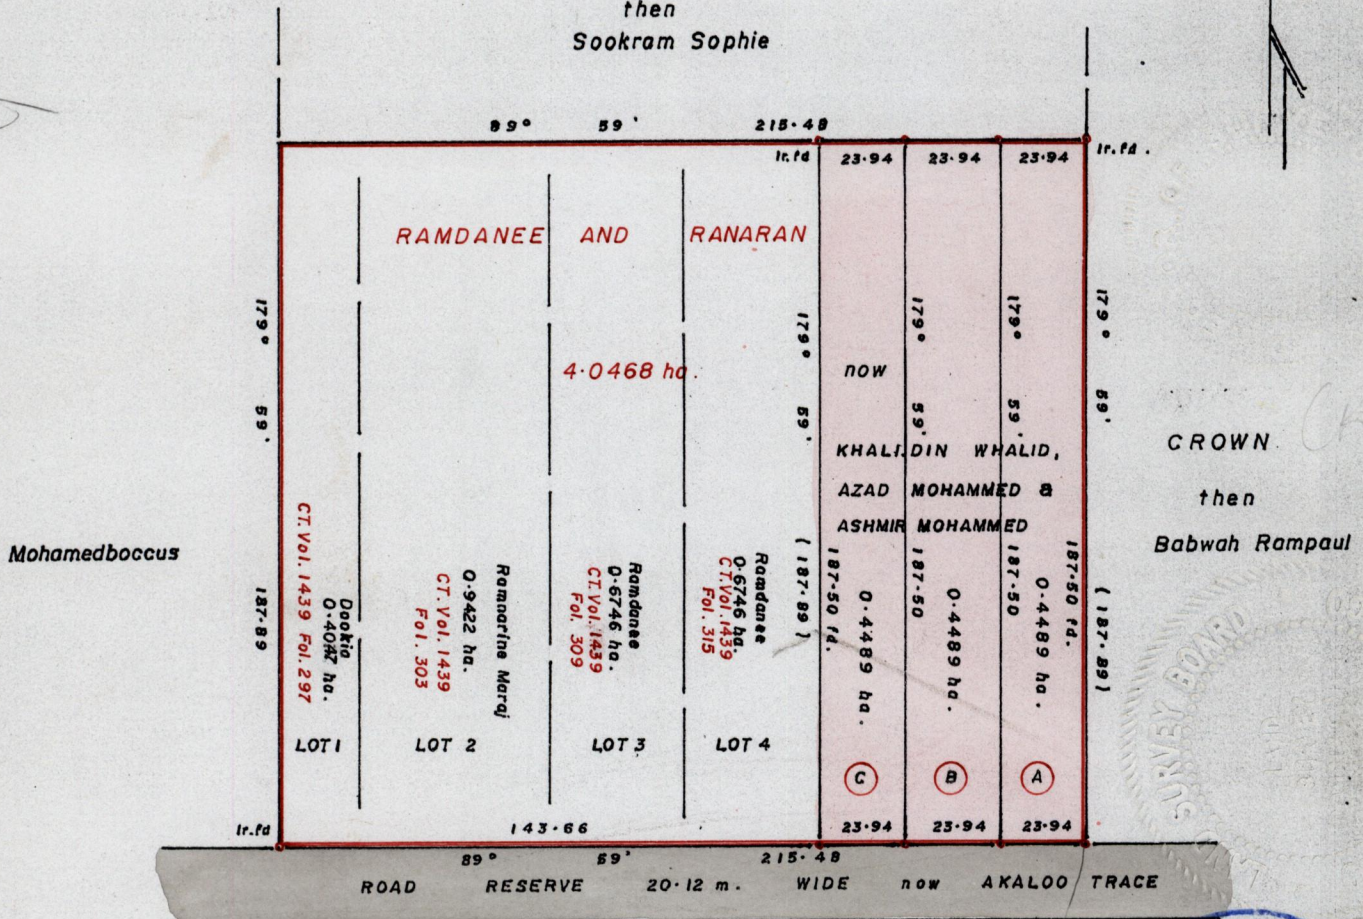 then
Sookram Sophie
89° 59' 215·48
Ir.fd 23·94 23·94 23·94 Ir.fd.
RAMDANEE AND RANARAN
4·0468 ha.
179° 59' 187·89
179° 59' (187·89)
179° 59' 187·50
179° 59' 187·50
179° 59' (187·89)
now
KHALIDIN WHALID,
AZAD MOHAMMED &
ASHMIR MOHAMMED
CROWN
then
Babwah Rampaul
Mohamedboccus
Dookia
0·4047 ha.
CT. Vol. 1439 Fol. 297
Ramnarine Maraj
0·9422 ha.
CT. Vol. 1439
Fol. 303
Ramdanee
0·6746 ha.
CT. Vol. 1439
Fol. 309
Ramdanee
0·6746 ha.
CT. Vol. 1439
Fol. 315
187·50 fd.
0·4489 ha.
0·4489 ha.
0·4489 ha.
187·50 fd.
LOT 1 LOT 2 LOT 3 LOT 4
C B A
SURVEY BOARD
Ir.fd 143·66 23·94 23·94 23·94
89° 59' 215·48
ROAD RESERVE 20·12 m. WIDE now AKALOO TRACE